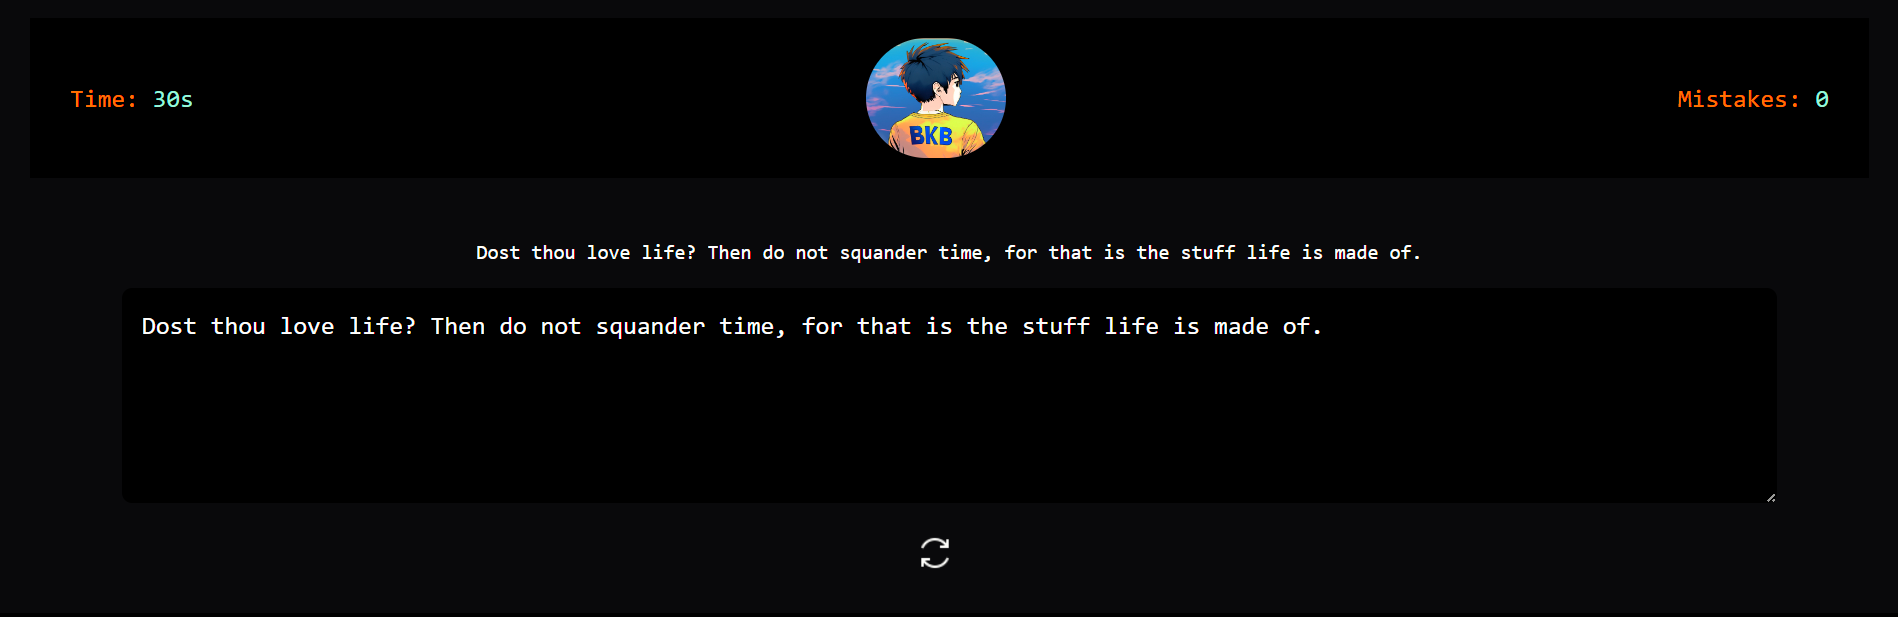 Time: 30s
BKB
Mistakes: 0
Dost thou love life? Then do not squander time, for that is the stuff life is made of.
Dost thou love life? Then do not squander time, for that is the stuff life is made of.